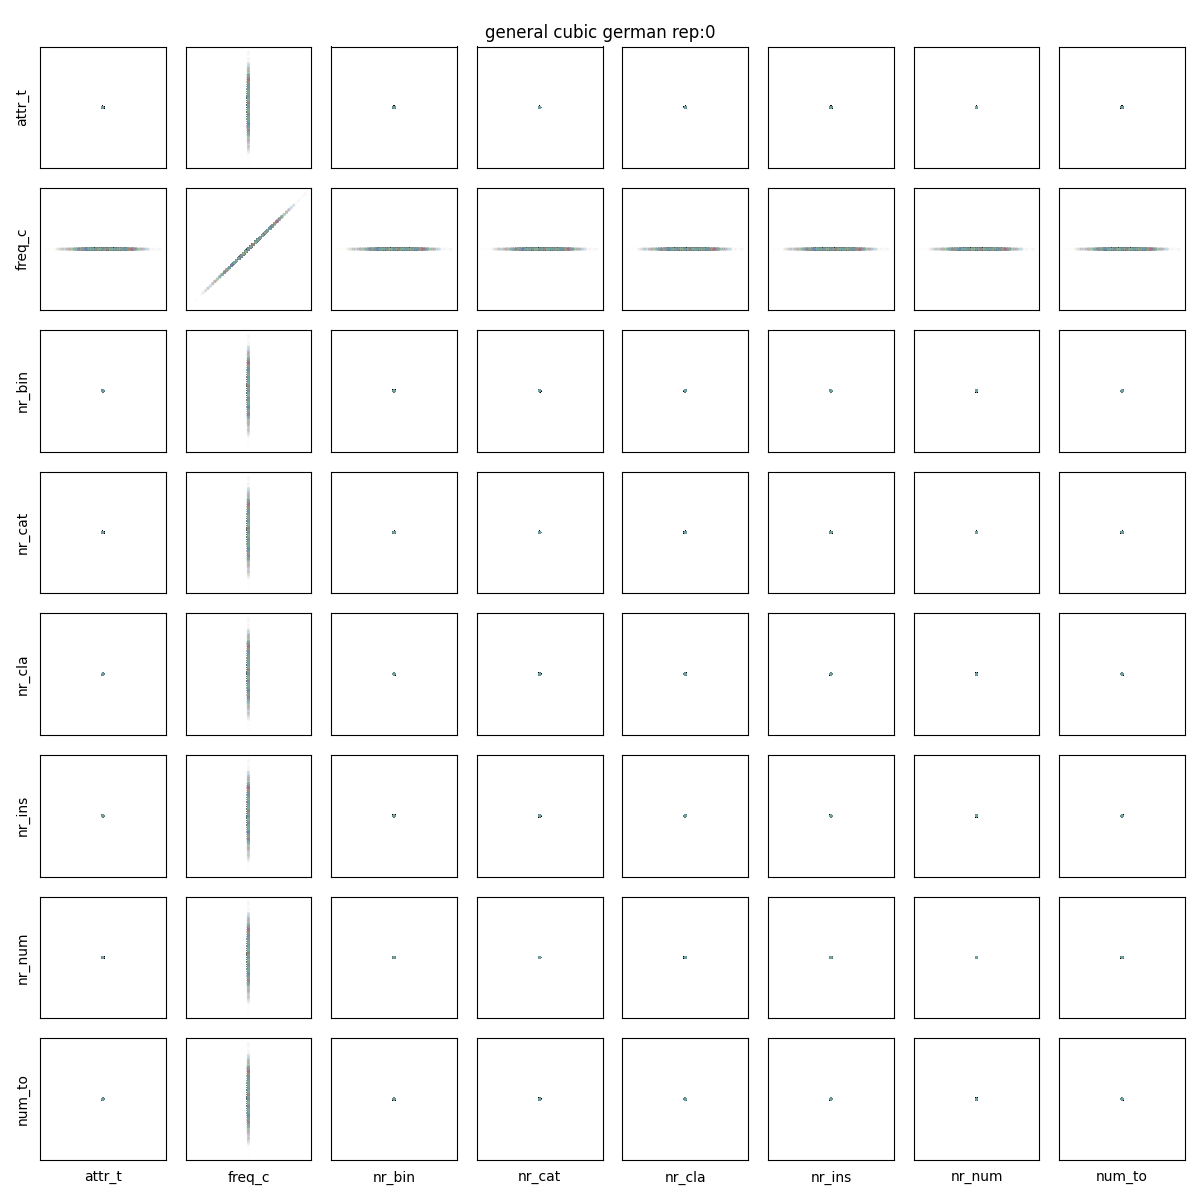 general cubic german rep:0
attr_t
freq_c
nr_bin
nr_cat
nr_cla
nr_ins
nr_num
num_to
attr_t freq_c nr_bin nr_cat nr_cla nr_ins nr_num num_to